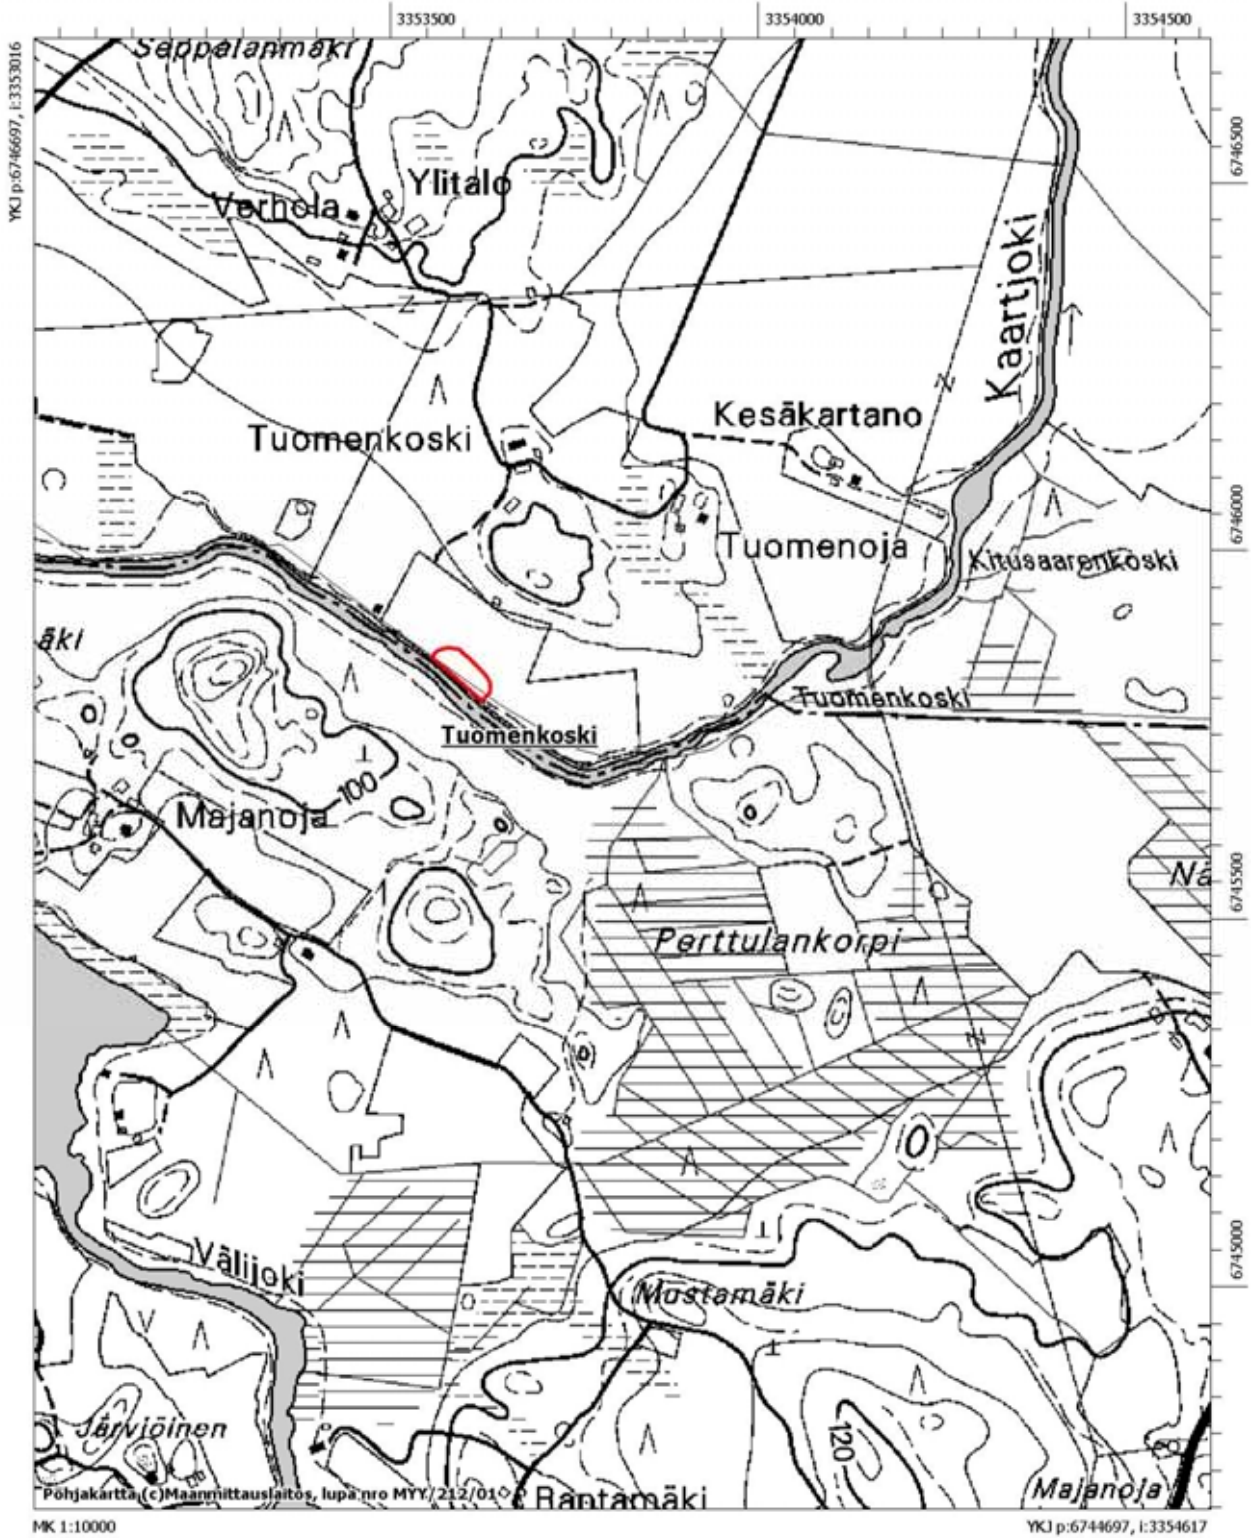 3353500
3354000
3354500
YKJ p:6746697, i:3353016
Seppälänmäki
6746500
Ylitalo
Verhola
Kaartjoki
Kesäkartano
Tuomenkoski
6746000
Tuomenoja
Kitusaarenkoski
äki
Tuomenkoski
Tuomenkoski
100
Majanoja
6745500
Nä
Perttulankorpi
6745000
Välijoki
Mustamäki
Järviöinen
120
Majanoja
Pohjakartta (c)Maanmittauslaitos, lupa nro MYY/212/01
Rantamäki
MK 1:10000
YKJ p:6744697, i:3354617